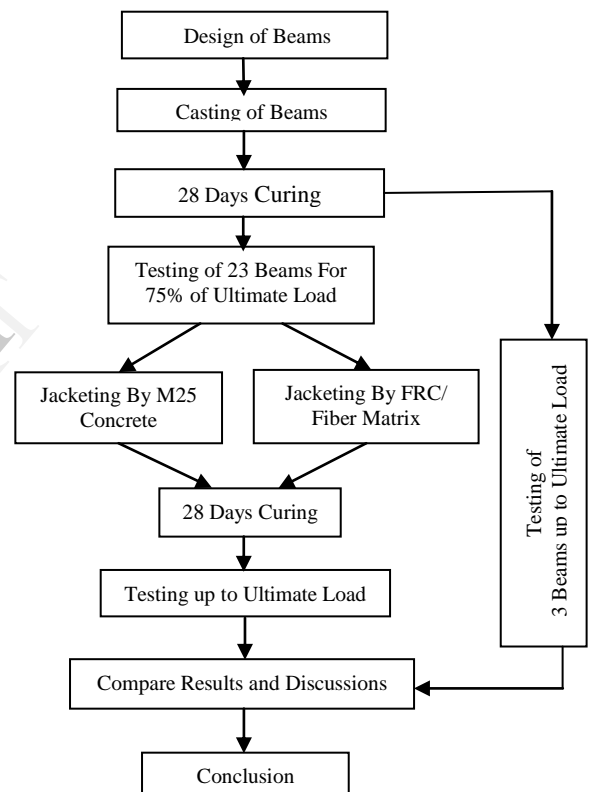 Design of Beams
Casting of Beams
28 Days Curing
Testing of 23 Beams For
75% of Ultimate Load
Jacketing By M25
Concrete
Jacketing By FRC/
Fiber Matrix
28 Days Curing
Testing up to Ultimate Load
Testing of
3 Beams up to Ultimate Load
Compare Results and Discussions
Conclusion